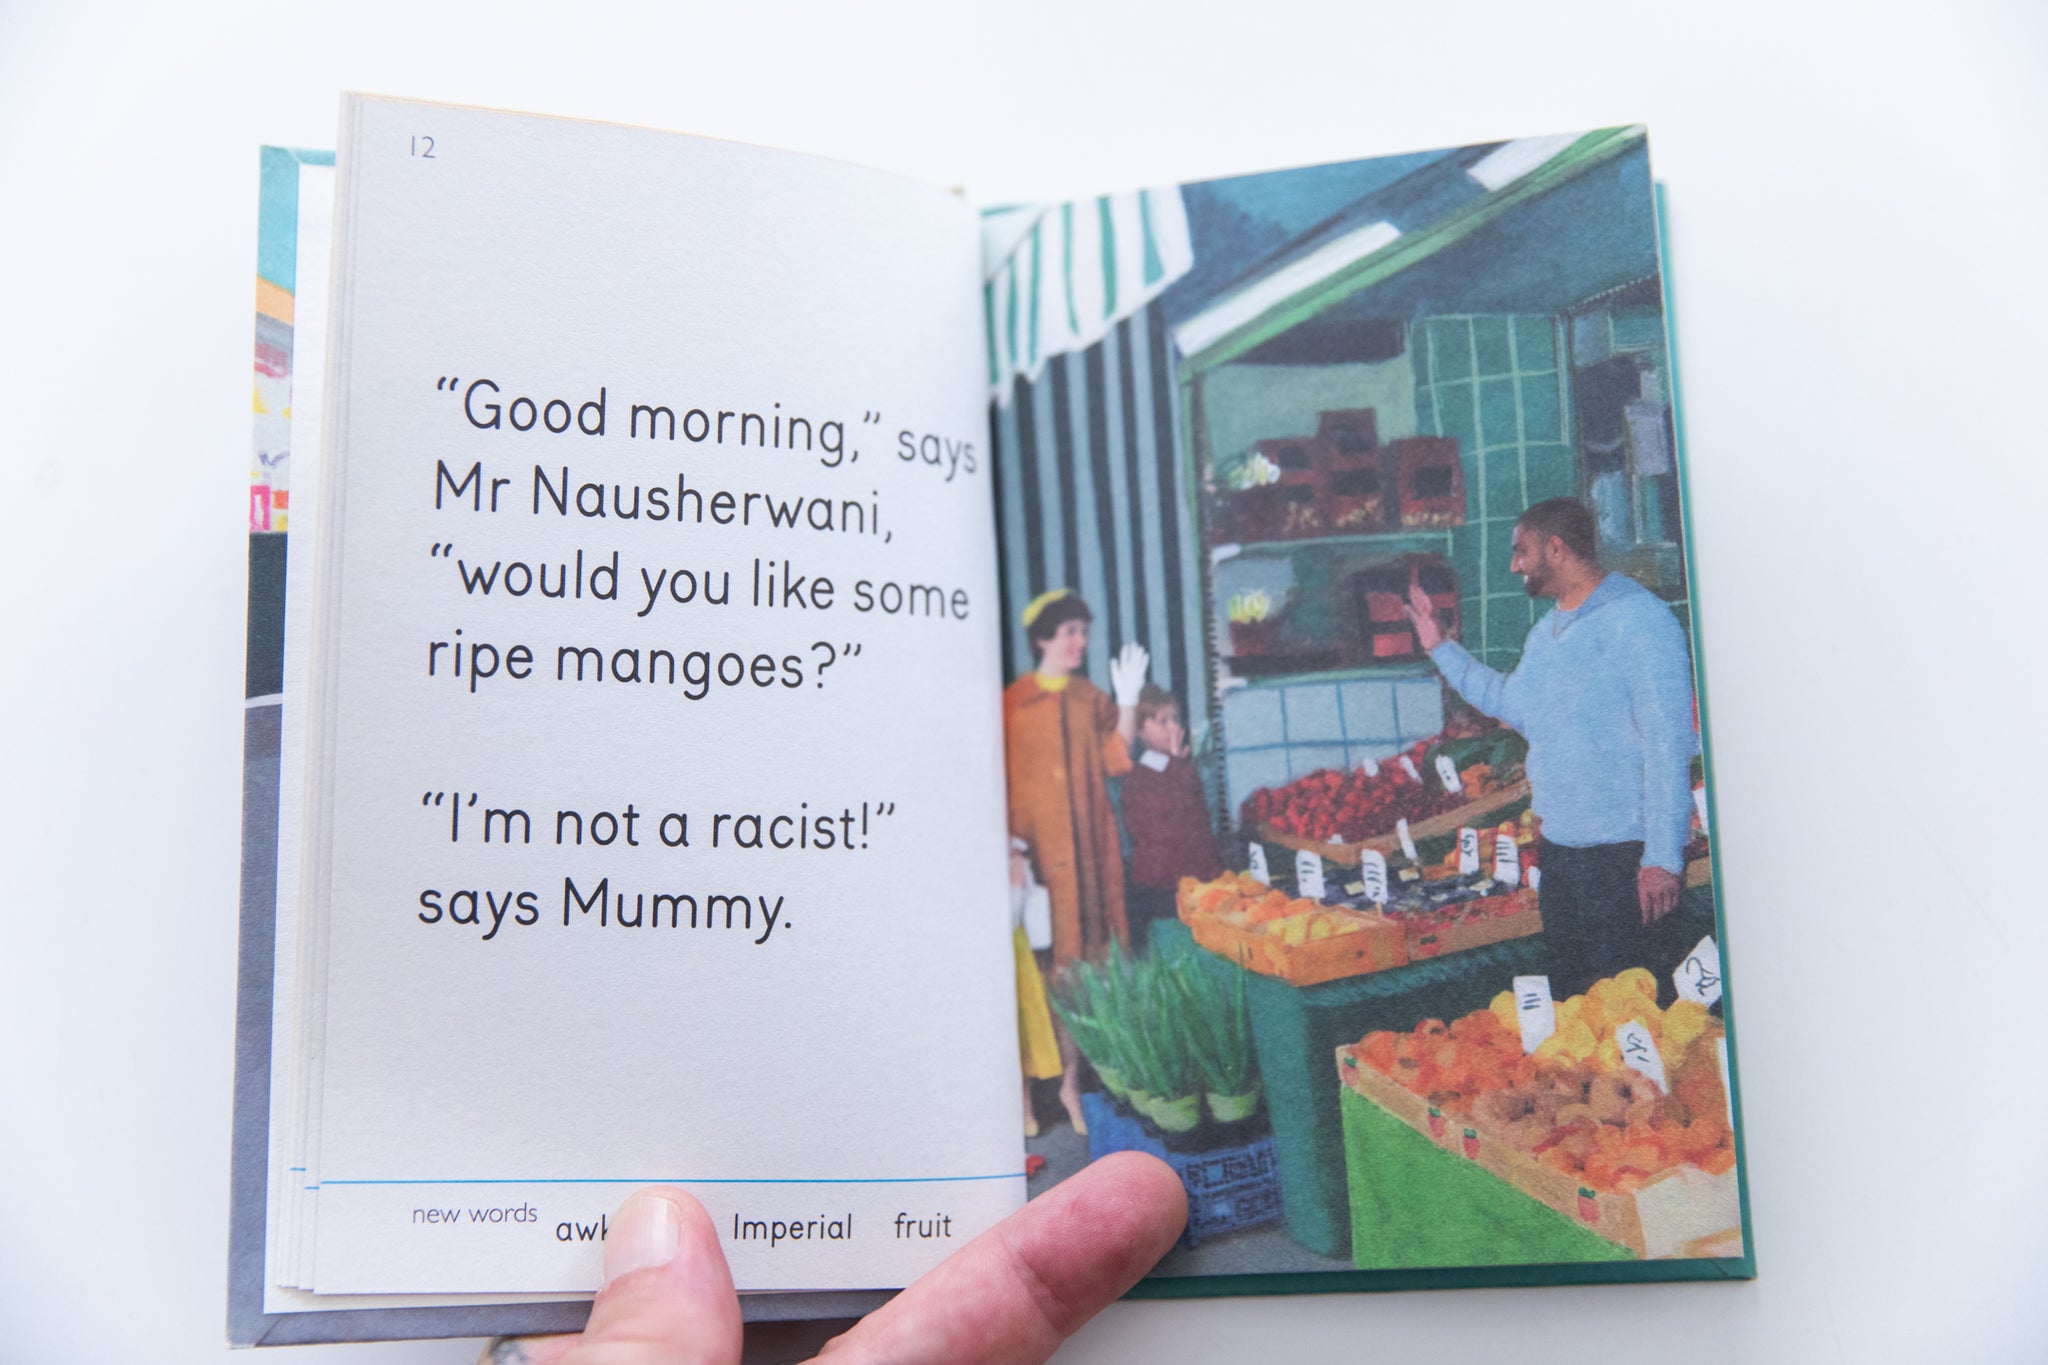 12
“Good morning,” says
Mr Nausherwani,
“would you like some
ripe mangoes?”
“I’m not a racist!”
says Mummy.
new words Imperial fruit